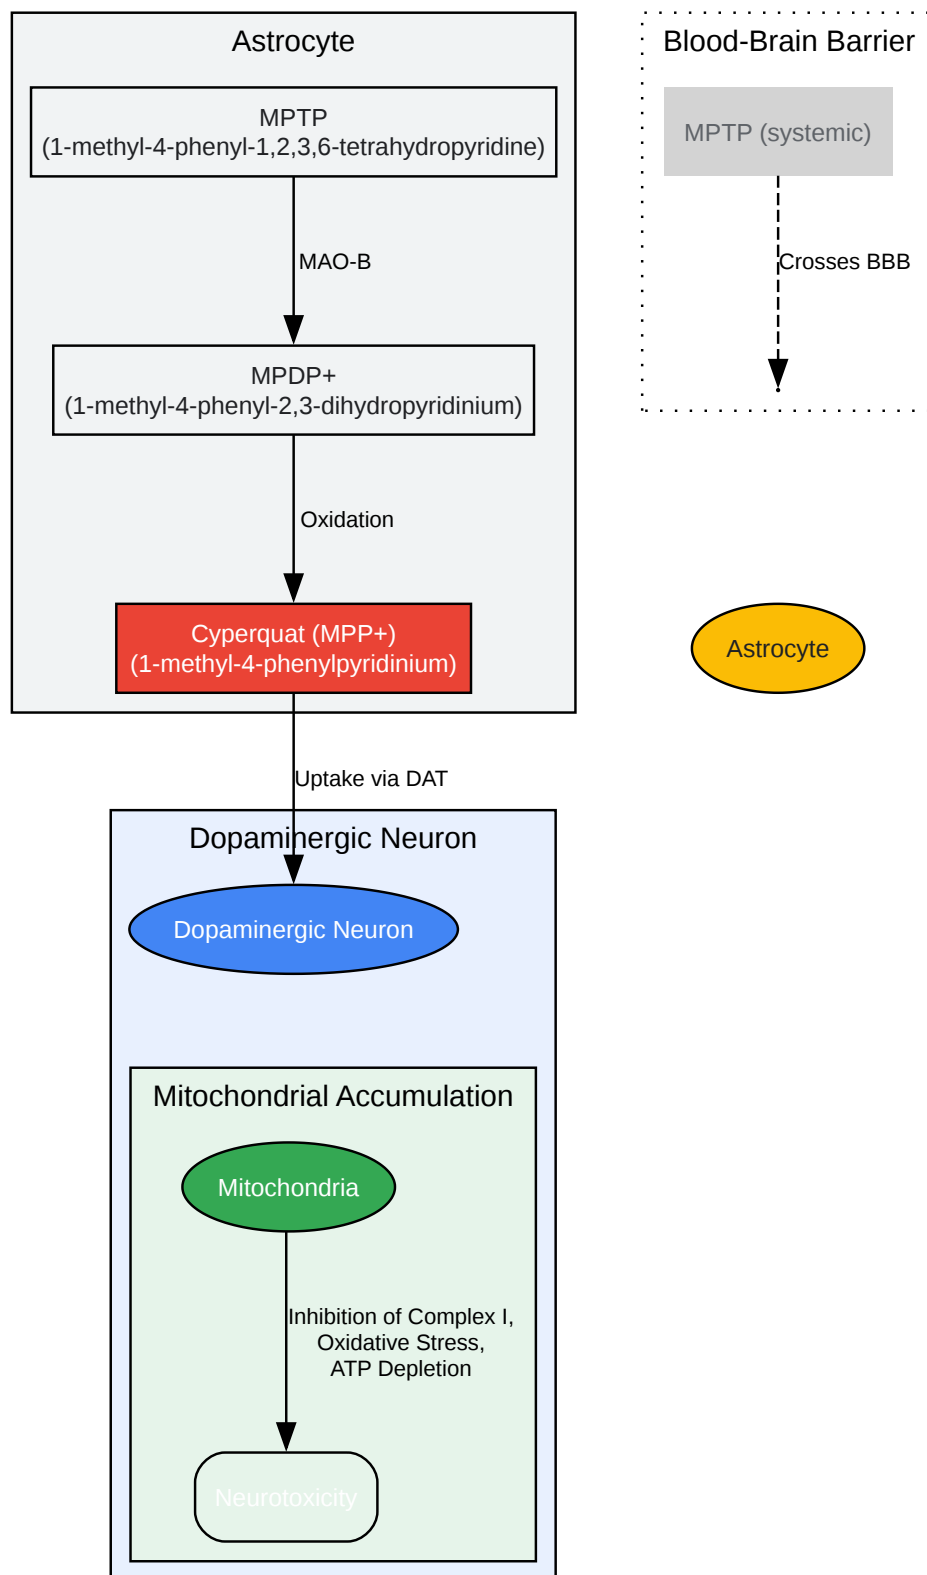 Astrocyte
MPTP
(1-methyl-4-phenyl-1,2,3,6-tetrahydropyridine)
MAO-B
MPDP+
(1-methyl-4-phenyl-2,3-dihydropyridinium)
Oxidation
Cyperquat (MPP+)
(1-methyl-4-phenylpyridinium)
Uptake via DAT
Dopaminergic Neuron
Dopaminergic Neuron
Mitochondrial Accumulation
Mitochondria
Inhibition of Complex I,
Oxidative Stress,
ATP Depletion
Neurotoxicity
Blood-Brain Barrier
MPTP (systemic)
Crosses BBB
Astrocyte